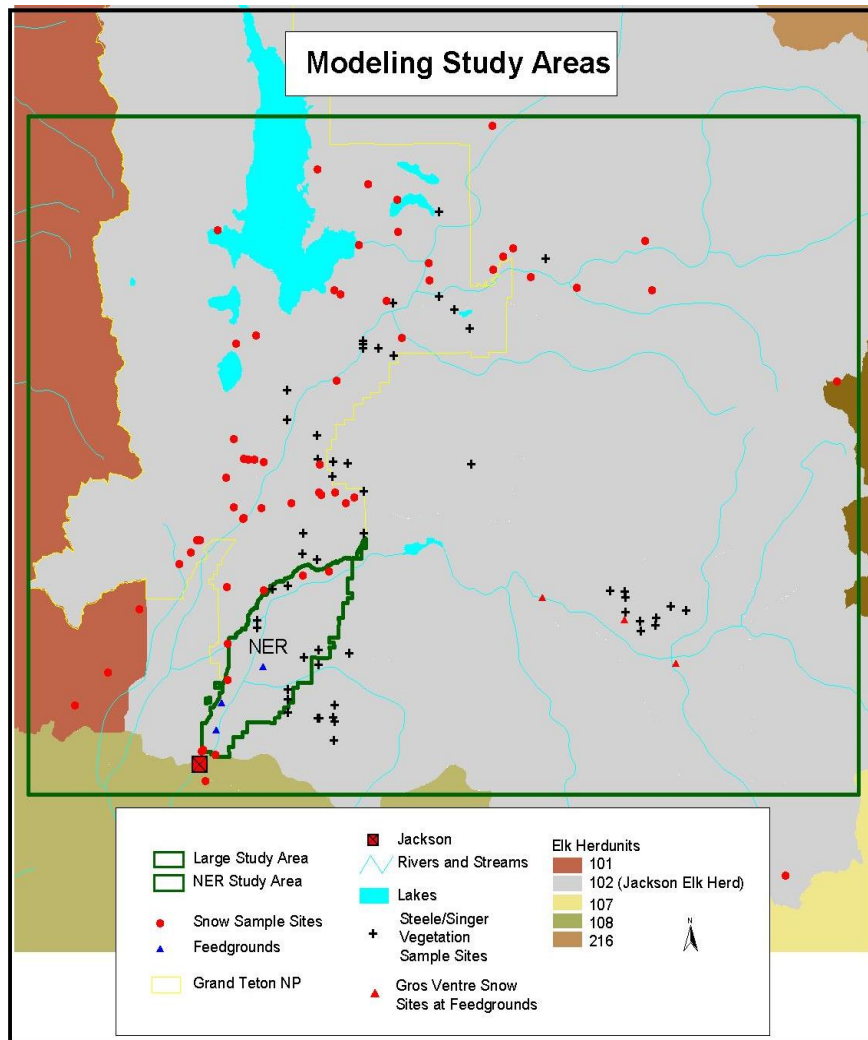 Modeling Study Areas
NER
Large Study Area
NER Study Area
Snow Sample Sites
Feedgrounds
Grand Teton NP
Jackson
Rivers and Streams
Lakes
Steele/Singer
Vegetation
Sample Sites
Gros Ventre Snow
Sites at Feedgrounds
Elk Herdunits
101
102 (Jackson Elk Herd)
107
108
216
N